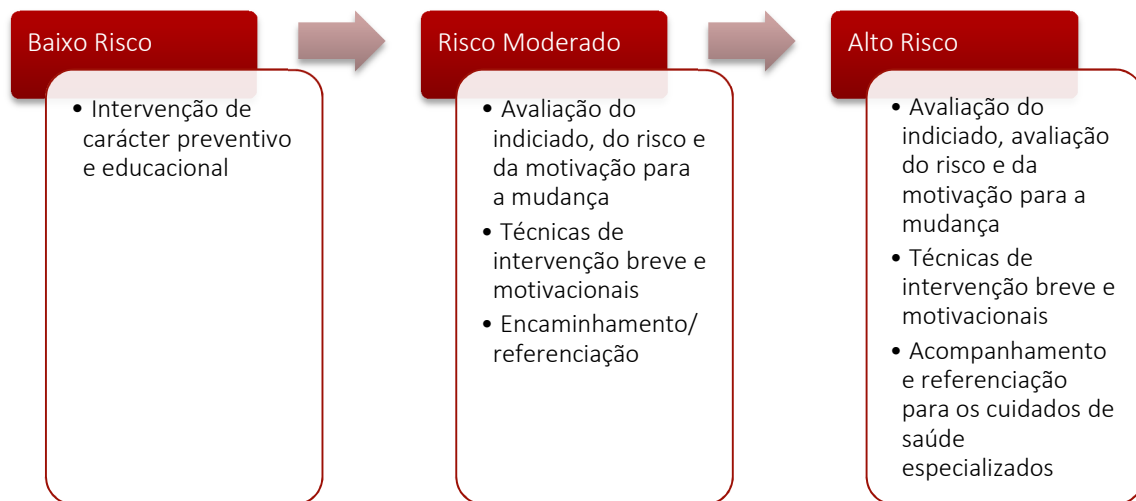 Baixo Risco
• Intervenção de
carácter preventivo
e educacional
Risco Moderado
• Avaliação do
indiciado, do risco e
da motivação para
a mudança
• Técnicas de
intervenção breve e
motivacionais
• Encaminhamento/
referenciação
Alto Risco
• Avaliação do
indiciado, avaliação
do risco e da
motivação para a
mudança
• Técnicas de
intervenção breve e
motivacionais
• Acompanhamento
e referenciação
para os cuidados de
saúde
especializados